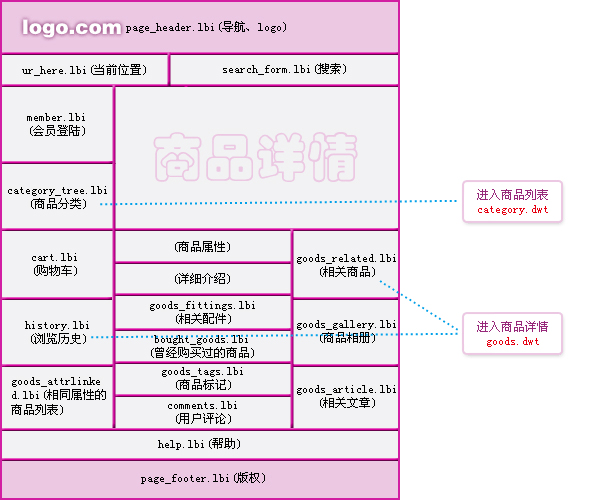 logo.com
page_header.lbi(导航、logo)
ur_here.lbi(当前位置)
search_form.lbi(搜索)
member.lbi
(会员登陆)
商品详情
category_tree.lbi
(商品分类)
进入商品列表
category.dwt
cart.lbi
(购物车)
(商品属性)
(详细介绍)
goods_related.lbi
(相关商品)
history.lbi
(浏览历史)
goods_fittings.lbi
(相关配件)
bought_goods.lbi
(曾经购买过的商品)
goods_gallery.lbi
(商品相册)
进入商品详情
goods.dwt
goods_attrlinke
d.lbi(相同属性的
商品列表)
goods_tags.lbi
(商品标记)
comments.lbi
(用户评论)
goods_article.lbi
(相关文章)
help.lbi(帮助)
page_footer.lbi(版权)